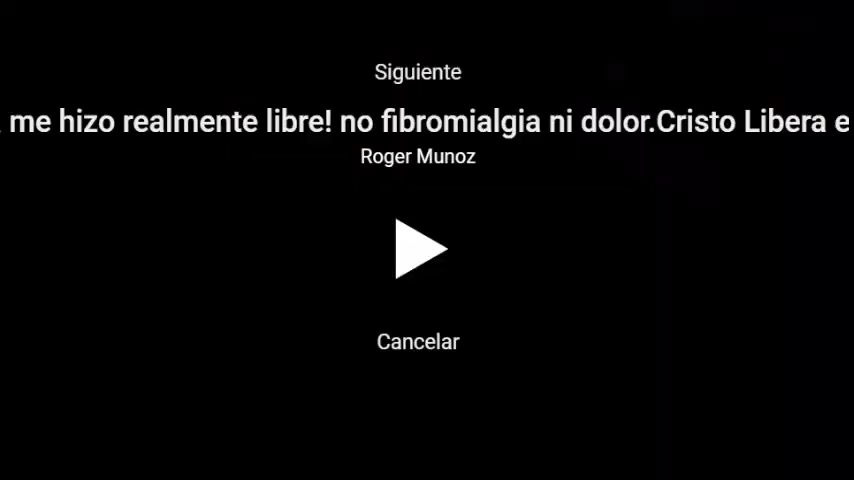 Siguiente
me hizo realmente libre! no fibromialgia ni dolor.Cristo Libera e
Roger Munoz
Cancelar